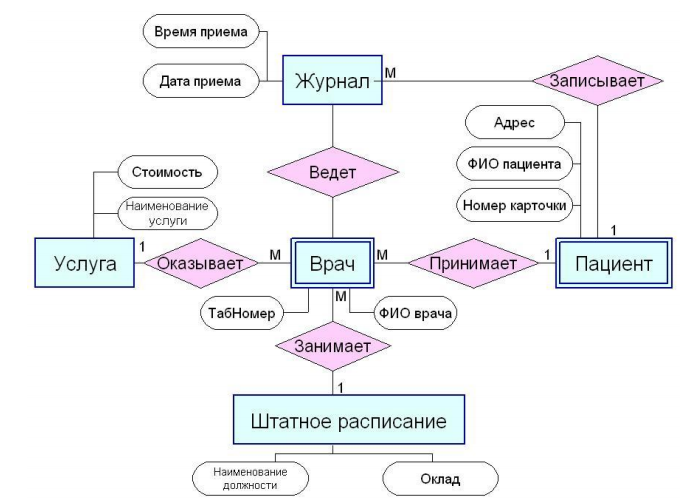 Время приема
Дата приема
Журнал
М
Записывает
Адрес
ФИО пациента
Номер карточки
Ведет
Стоимость
Наименование
услуги
1
Услуга
1
Оказывает
М
Врач
М
Принимает
1
Пациент
ТабНомер
М
ФИО врача
Занимает
1
Штатное расписание
Наименование
должности
Оклад